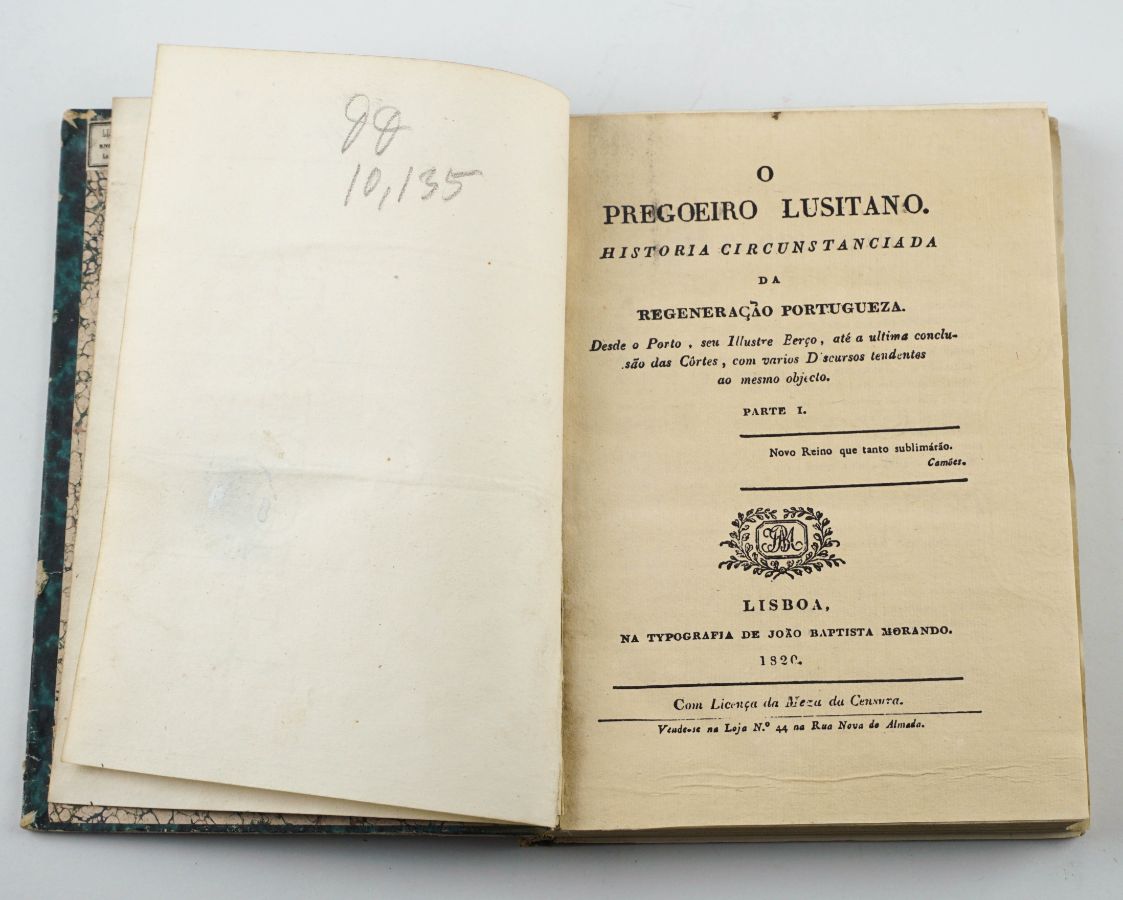 10,135
O
PREGOEIRO LUSITANO.
HISTORIA CIRCUNSTANCIADA
DA
REGENERAÇÃO PORTUGUEZA.
Desde o Porto, seu Illustre Berço, até a ultima conclu-
são das Côrtes, com varios Discursos tendentes
ao mesmo objecto.
PARTE I.
Novo Reino que tanto sublimárão.
Camões.
LISBOA,
NA TYPOGRAFIA DE JOÃO BAPTISTA MORANDO.
1820.
Com Licença da Meza da Censura.
Vende-se na Loja N.º 44 na Rua Nova do Almada.